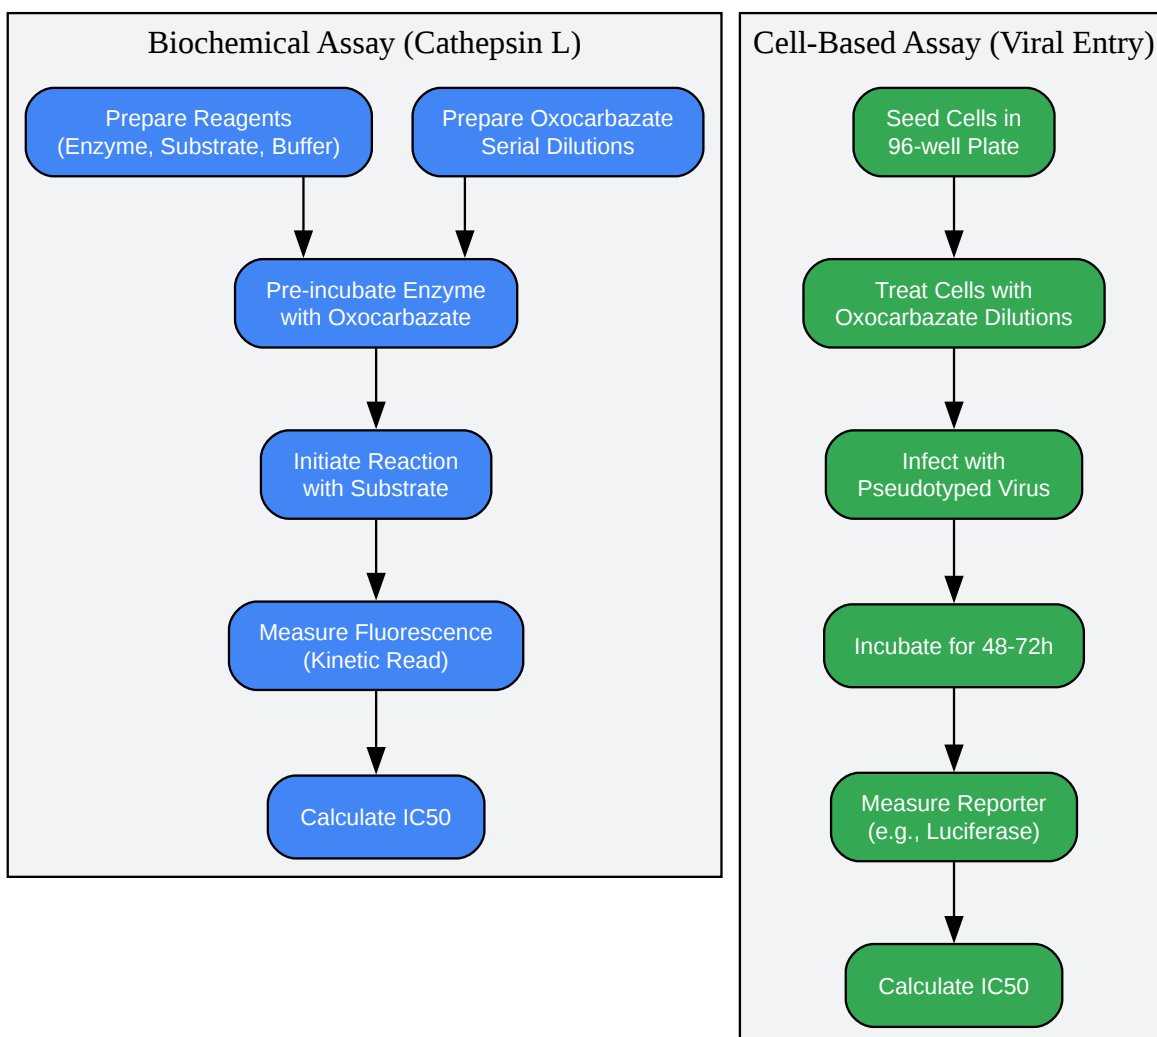 Biochemical Assay (Cathepsin L)
Prepare Reagents
(Enzyme, Substrate, Buffer)
Prepare Oxocarbazate
Serial Dilutions
Pre-incubate Enzyme
with Oxocarbazate
Initiate Reaction
with Substrate
Measure Fluorescence
(Kinetic Read)
Calculate IC50
Cell-Based Assay (Viral Entry)
Seed Cells in
96-well Plate
Treat Cells with
Oxocarbazate Dilutions
Infect with
Pseudotyped Virus
Incubate for 48-72h
Measure Reporter
(e.g., Luciferase)
Calculate IC50